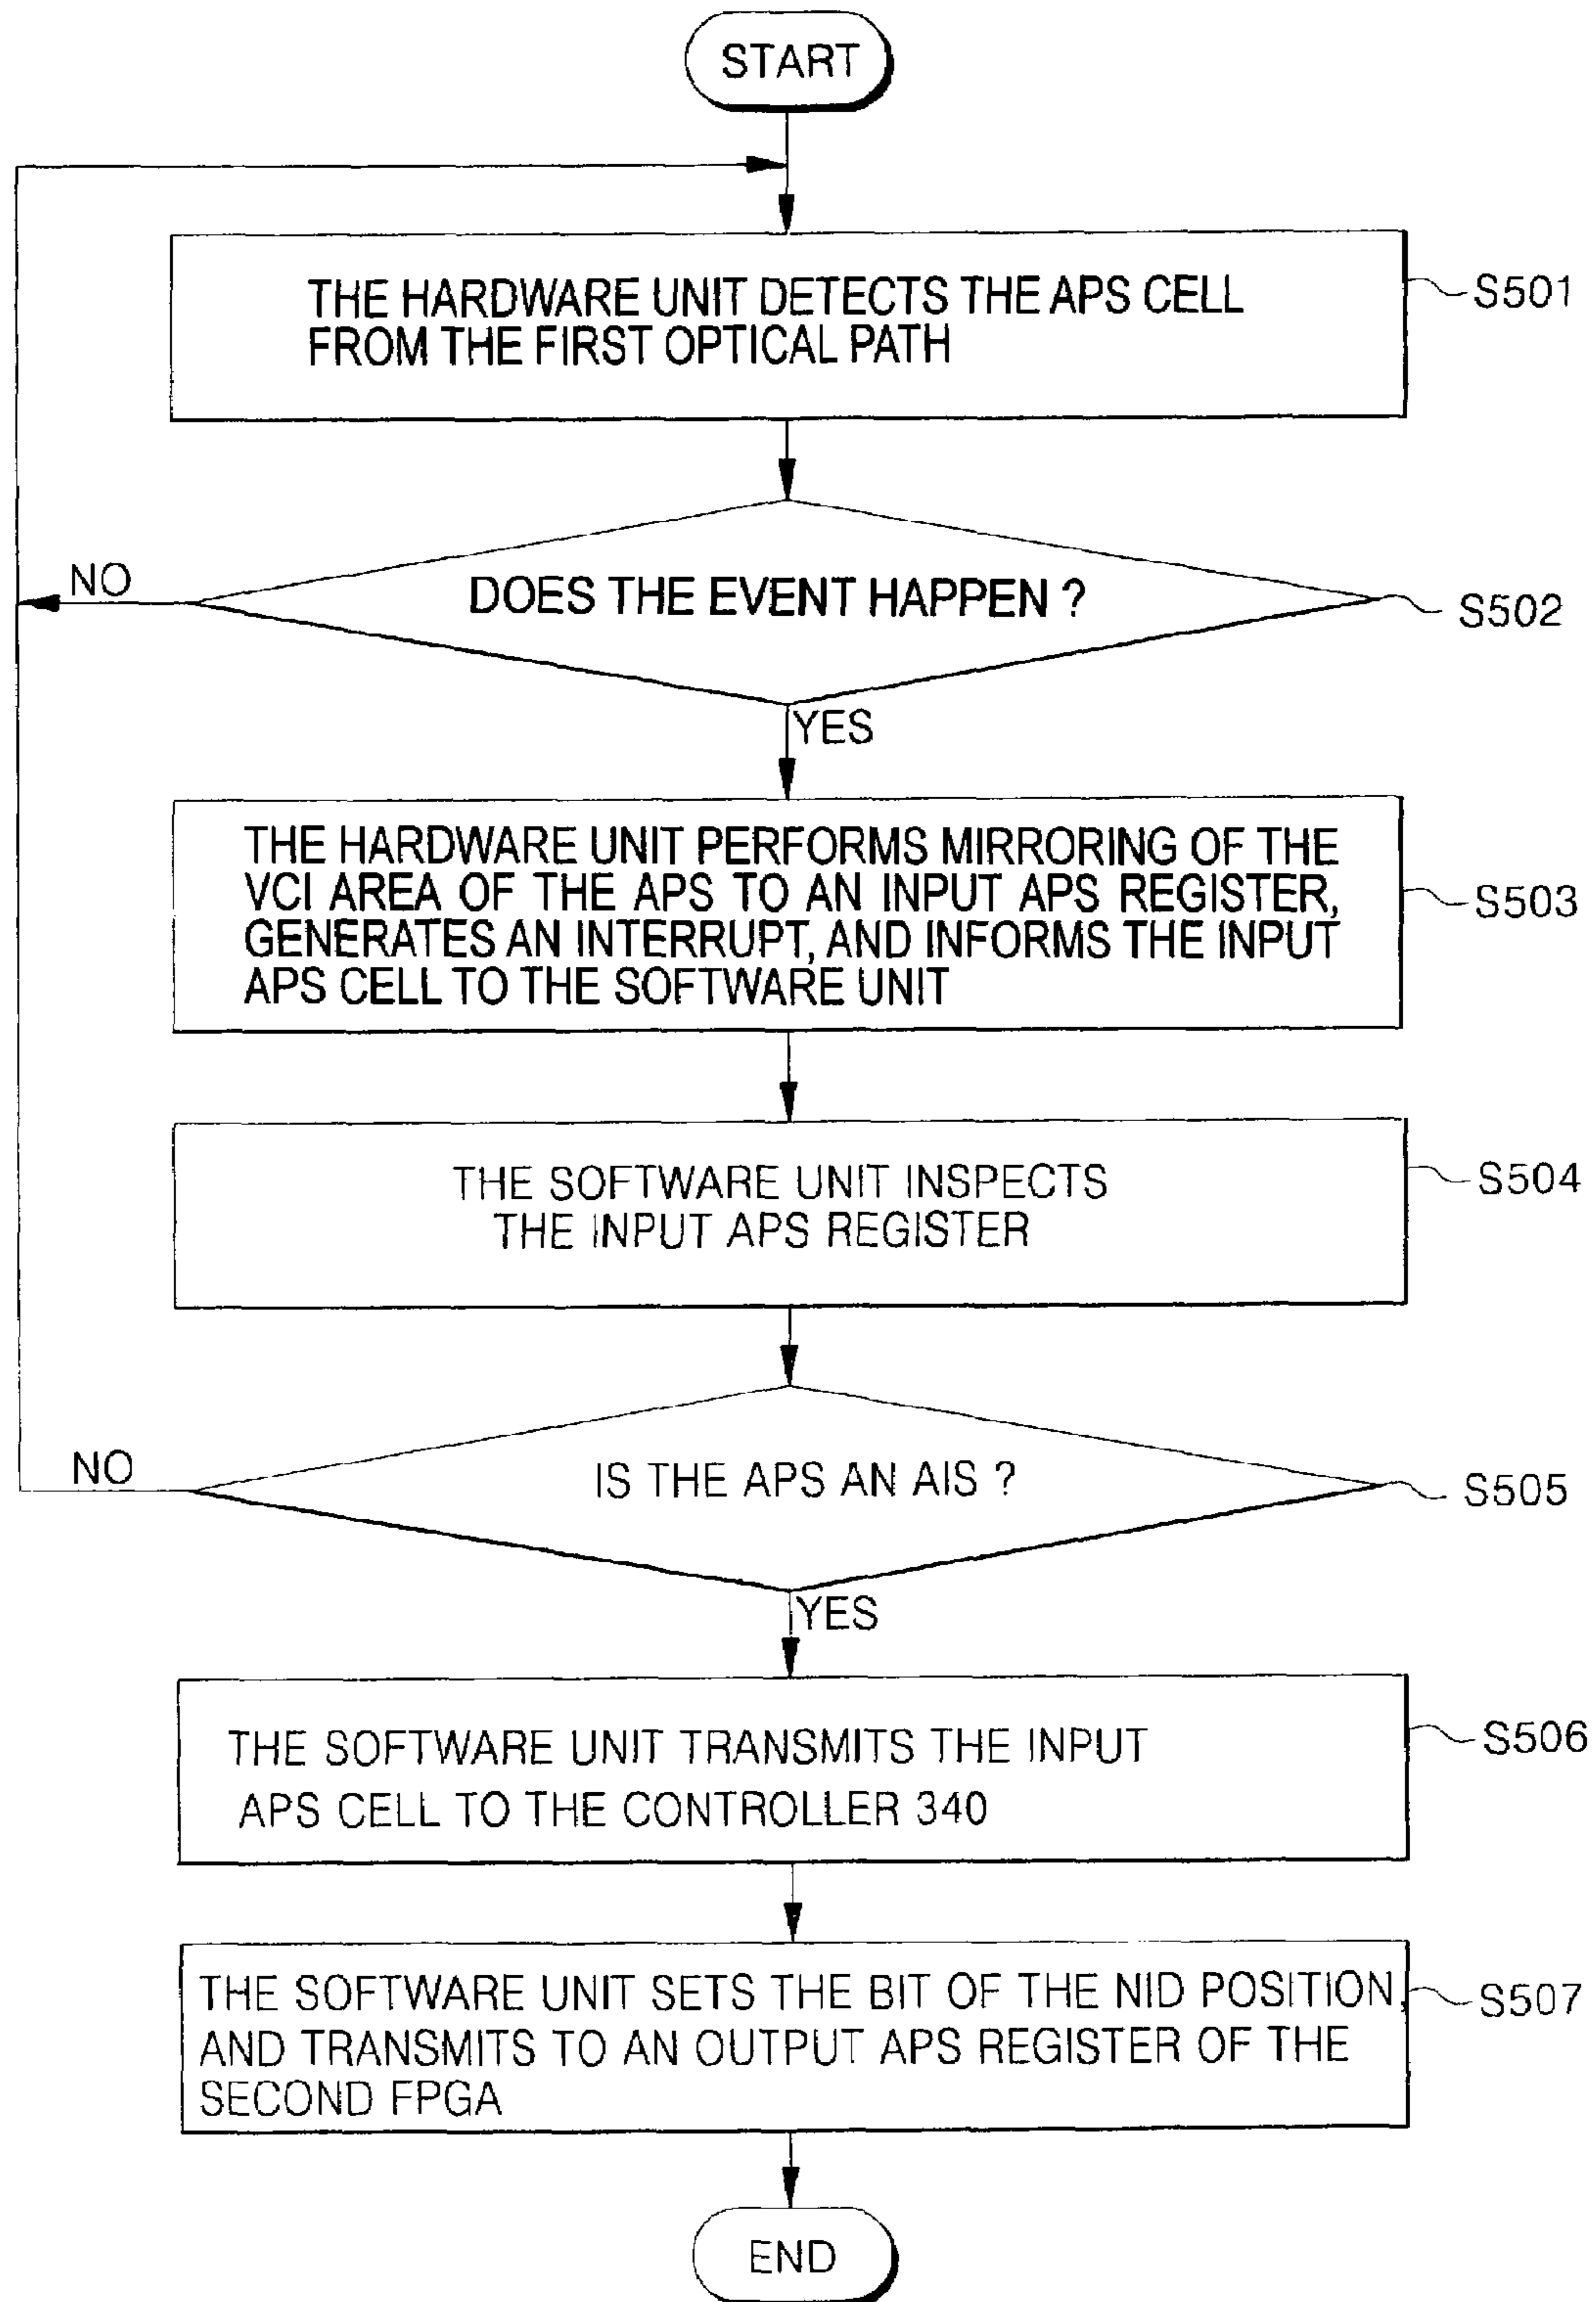 START
THE HARDWARE UNIT DETECTS THE APS CELL
FROM THE FIRST OPTICAL PATH
S501
NO
DOES THE EVENT HAPPEN ?
S502
YES
THE HARDWARE UNIT PERFORMS MIRRORING OF THE
VCI AREA OF THE APS TO AN INPUT APS REGISTER,
GENERATES AN INTERRUPT, AND INFORMS THE INPUT
APS CELL TO THE SOFTWARE UNIT
S503
THE SOFTWARE UNIT INSPECTS
THE INPUT APS REGISTER
S504
NO
IS THE APS AN AIS ?
S505
YES
THE SOFTWARE UNIT TRANSMITS THE INPUT
APS CELL TO THE CONTROLLER 340
S506
THE SOFTWARE UNIT SETS THE BIT OF THE NID POSITION,
AND TRANSMITS TO AN OUTPUT APS REGISTER OF THE
SECOND FPGA
S507
END